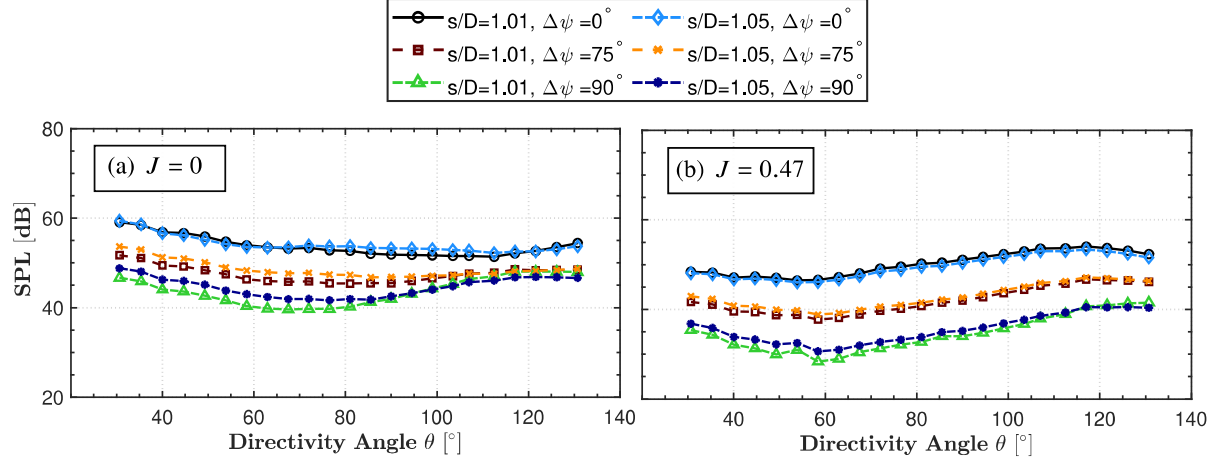 s/D=1.01, Δψ =0° s/D=1.05, Δψ =0°
s/D=1.01, Δψ =75° s/D=1.05, Δψ =75°
s/D=1.01, Δψ =90° s/D=1.05, Δψ =90°
80
60
40
20
SPL [dB]
(a) J = 0
(b) J = 0.47
20 40 60 80 100 120 140
40 60 80 100 120 140
Directivity Angle θ [°]
Directivity Angle θ [°]